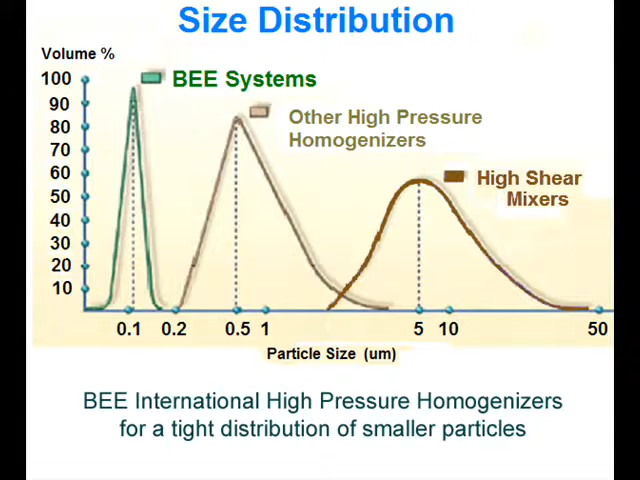 Size Distribution
Volume %
100
90
80
70
60
50
40
30
20
10
BEE Systems
Other High Pressure
Homogenizers
High Shear
Mixers
0.1 0.2 0.5 1 5 10 50
Particle Size (um)
BEE International High Pressure Homogenizers
for a tight distribution of smaller particles